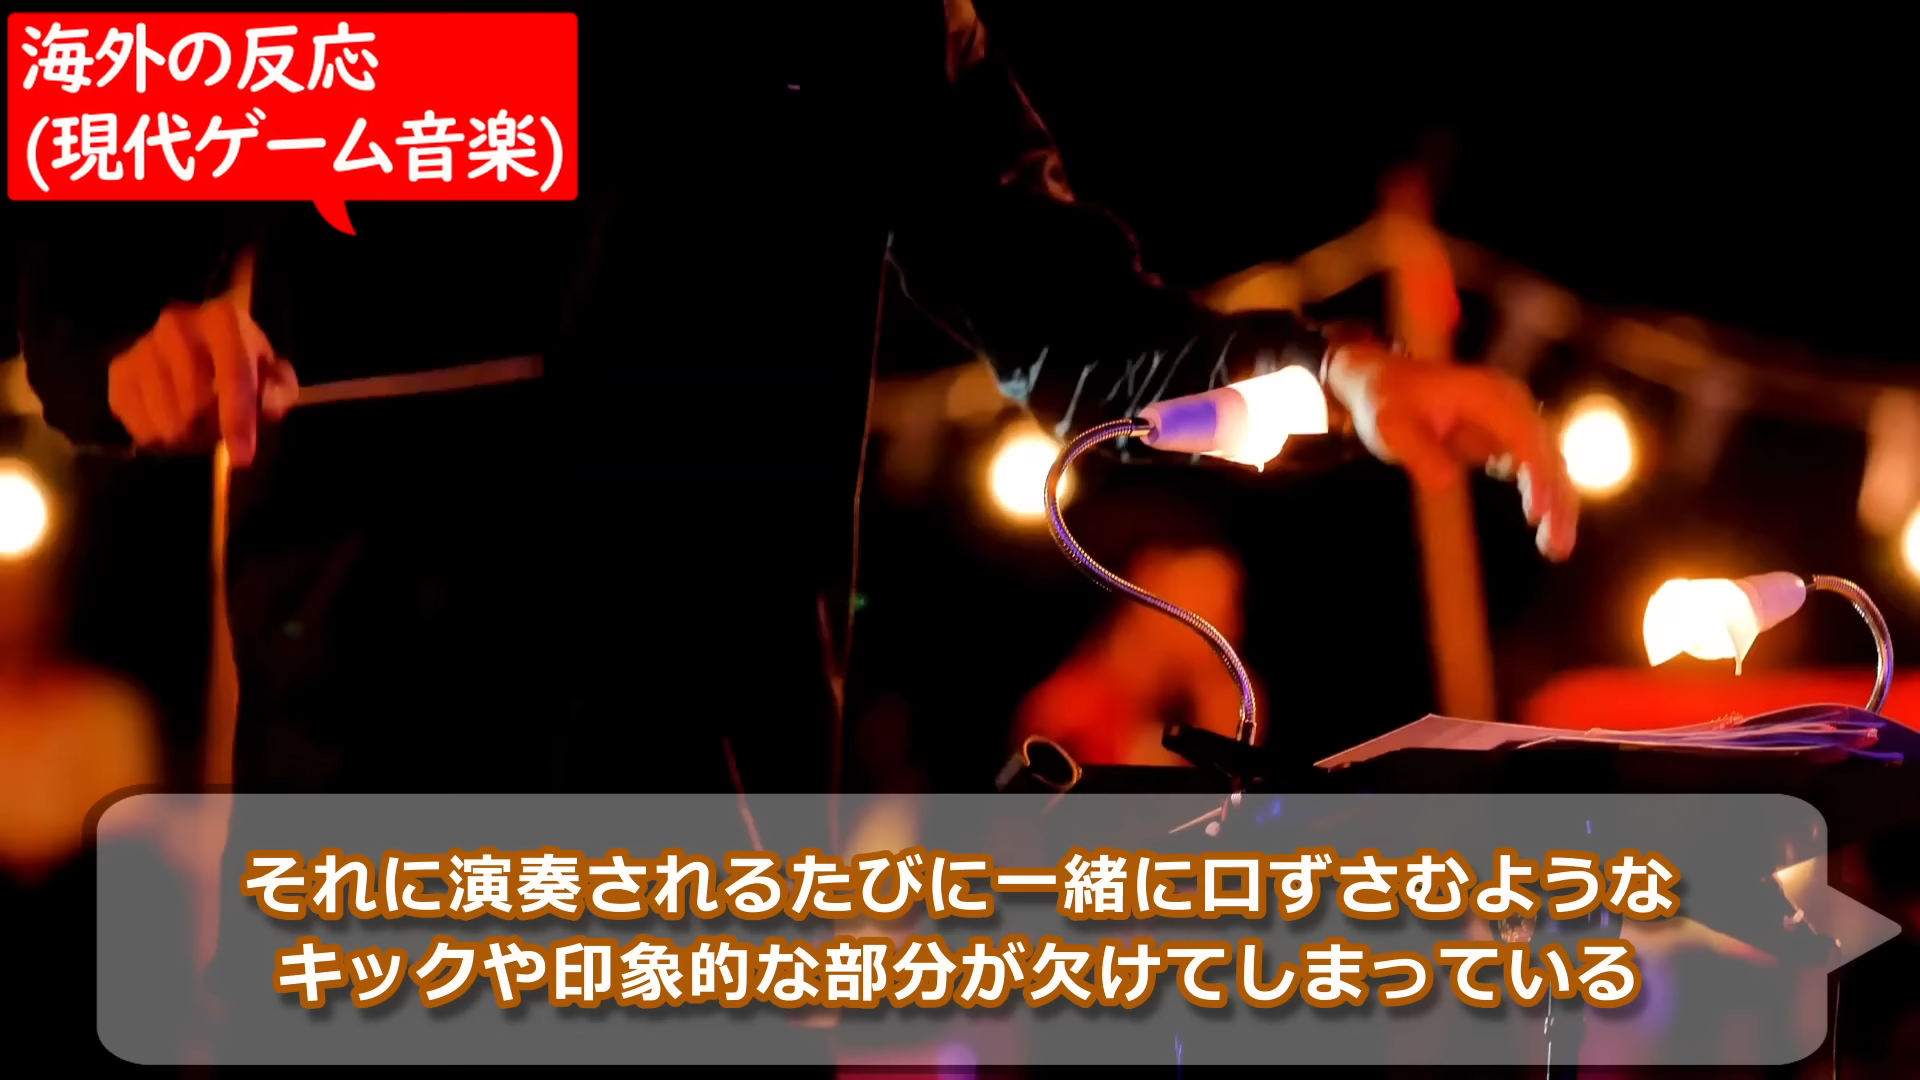 海外の反応
(現代ゲーム音楽)
それに演奏されるたびに一緒に口ずさむような
キックや印象的な部分が欠けてしまっている